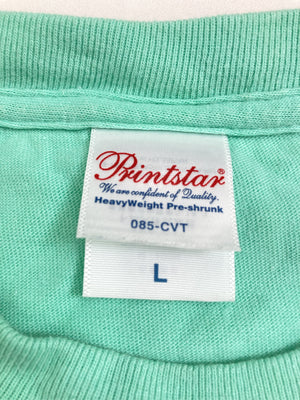 Printstar®
We are confident of Quality.
HeavyWeight Pre-shrunk
085-CVT
L